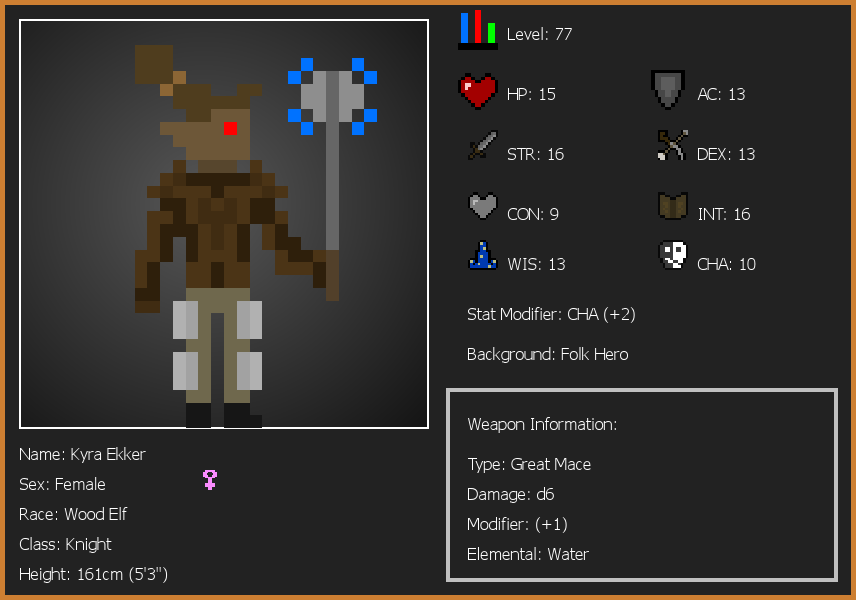 Level: 77
HP: 15
AC: 13
STR: 16
DEX: 13
CON: 9
INT: 16
WIS: 13
CHA: 10
Stat Modifier: CHA (+2)
Background: Folk Hero
Weapon Information:
Type: Great Mace
Damage: d6
Modifier: (+1)
Elemental: Water
Name: Kyra Ekker
Sex: Female
Race: Wood Elf
Class: Knight
Height: 161cm (5'3")